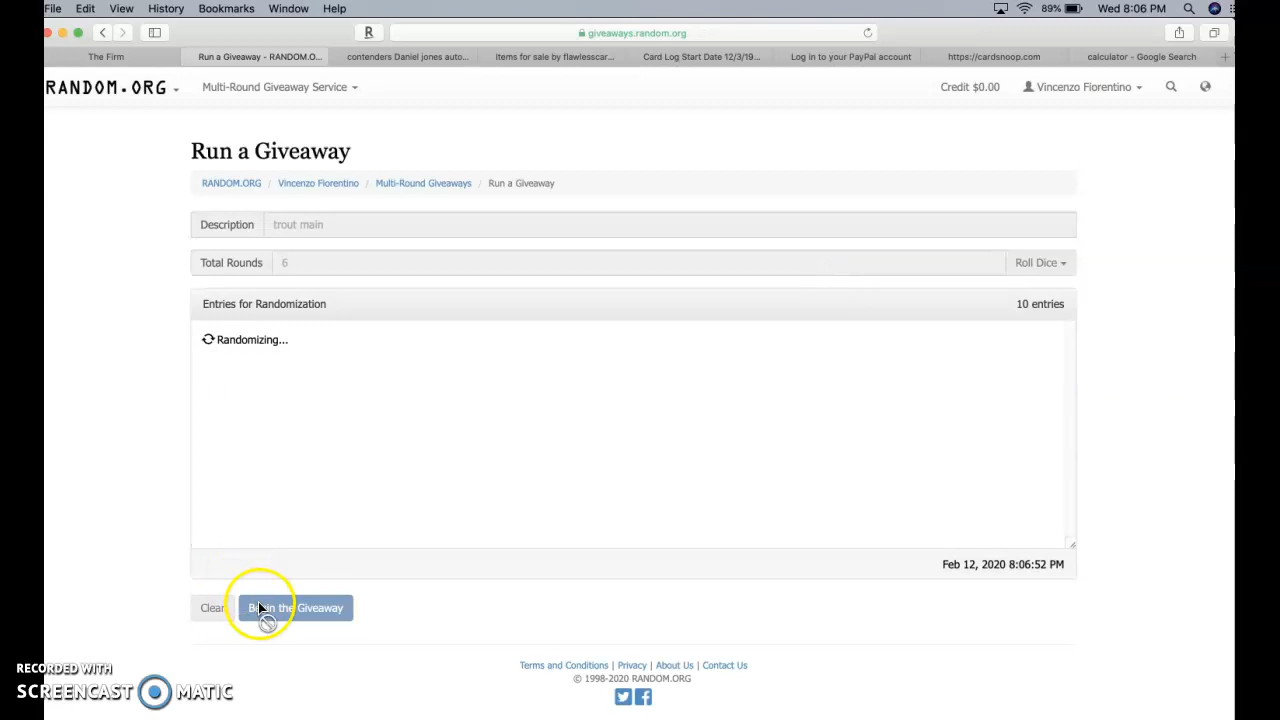 File Edit View History Bookmarks Window Help 89% Wed 8:06 PM
R giveaways.random.org
The Firm Run a Giveaway - RANDOM.O... contenders Daniel jones auto... Items for sale by flawlesscar... Card Log Start Date 12/3/19... Log in to your PayPal account https://cardsnoop.com calculator - Google Search
RANDOM.ORG Multi-Round Giveaway Service Credit $0.00 Vincenzo Fiorentino
Run a Giveaway
RANDOM.ORG / Vincenzo Fiorentino / Multi-Round Giveaways / Run a Giveaway
Description trout main
Total Rounds 6 Roll Dice
Entries for Randomization 10 entries
Randomizing...
Feb 12, 2020 8:06:52 PM
Clear Begin the Giveaway
Terms and Conditions | Privacy | About Us | Contact Us
© 1998-2020 RANDOM.ORG
RECORDED WITH
SCREENCAST MATIC